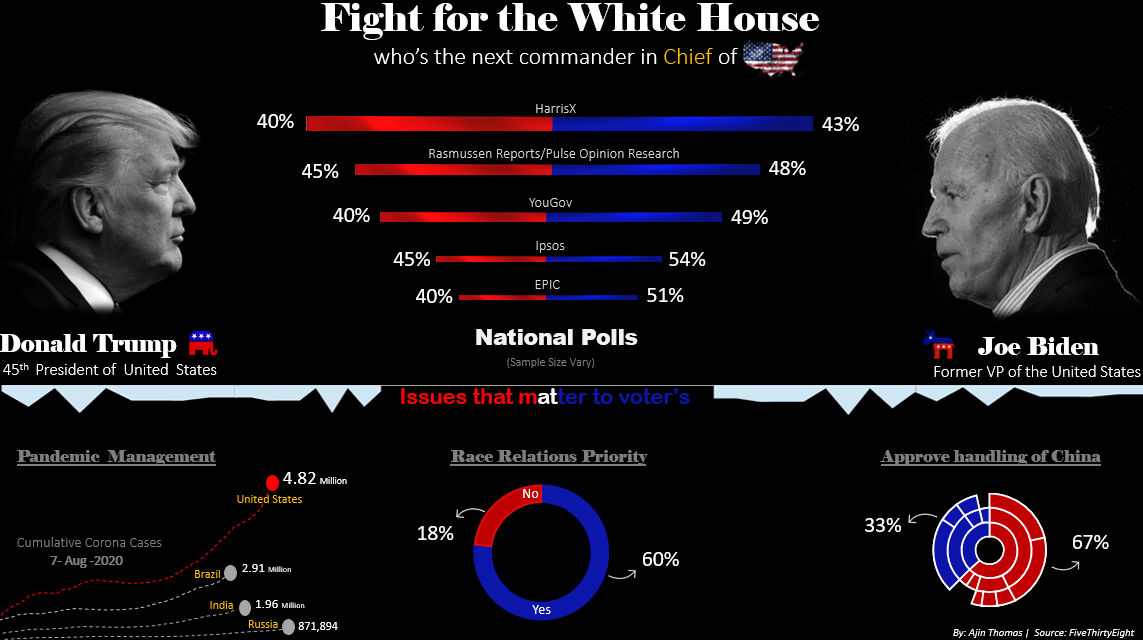 Fight for the White House
who's the next commander in Chief of
HarrisX
40% 43%
Rasmussen Reports/Pulse Opinion Research
45% 48%
YouGov
40% 49%
Ipsos
45% 54%
EPIC
40% 51%
National Polls
(Sample Size Vary)
Donald Trump
45th President of United States
Joe Biden
Former VP of the United States
Issues that matter to voter's
Pandemic Management
4.82 Million
United States
Cumulative Corona Cases
7- Aug -2020
Brazil 2.91 Million
India 1.96 Million
Russia 871,894
Race Relations Priority
No
18%
60%
Yes
Approve handling of China
33%
67%
By: Ajin Thomas | Source: FiveThirtyEight